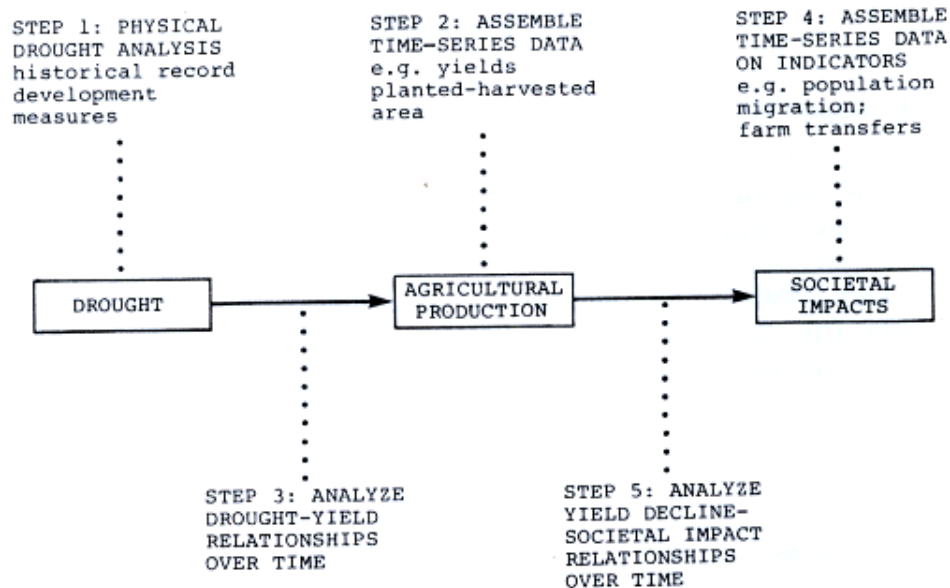 STEP 1: PHYSICAL
DROUGHT ANALYSIS
historical record
development
measures
STEP 2: ASSEMBLE
TIME-SERIES DATA
e.g. yields
planted-harvested
area
STEP 4: ASSEMBLE
TIME-SERIES DATA
ON INDICATORS
e.g. population
migration;
farm transfers
DROUGHT
AGRICULTURAL
PRODUCTION
SOCIETAL
IMPACTS
STEP 3: ANALYZE
DROUGHT-YIELD
RELATIONSHIPS
OVER TIME
STEP 5: ANALYZE
YIELD DECLINE-
SOCIETAL IMPACT
RELATIONSHIPS
OVER TIME